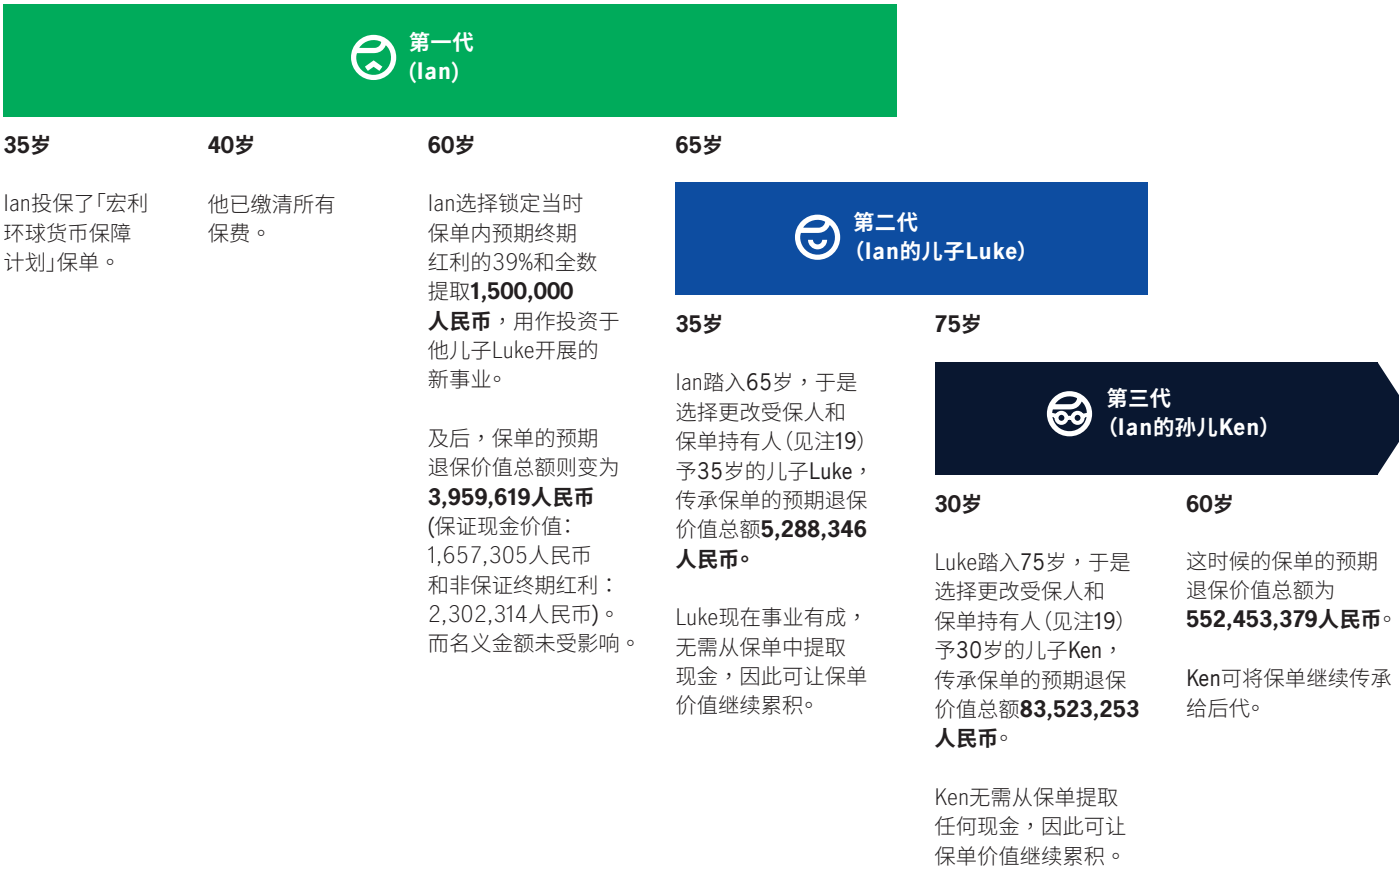 第一代
(Ian)
35岁
Ian投保了「宏利
环球货币保障
计划」保单。
40岁
他已缴清所有
保费。
60岁
Ian选择锁定当时
保单内预期终期
红利的39%和全数
提取1,500,000
人民币，用作投资于
他儿子Luke开展的
新事业。
及后，保单的预期
退保价值总额则变为
3,959,619人民币
(保证现金价值：
1,657,305人民币
和非保证终期红利：
2,302,314人民币)。
而名义金额未受影响。
65岁
第二代
(Ian的儿子Luke)
35岁
Ian踏入65岁，于是
选择更改受保人和
保单持有人(见注19)
予35岁的儿子Luke，
传承保单的预期退保
价值总额5,288,346
人民币。
Luke现在事业有成，
无需从保单中提取
现金，因此可让保单
价值继续累积。
75岁
第三代
(Ian的孙儿Ken)
30岁
Luke踏入75岁，于是
选择更改受保人和
保单持有人(见注19)
予30岁的儿子Ken，
传承保单的预期退保
价值总额83,523,253
人民币。
Ken无需从保单提取
任何现金，因此可让
保单价值继续累积。
60岁
这时候的保单的预期
退保价值总额为
552,453,379人民币。
Ken可将保单继续传承
给后代。